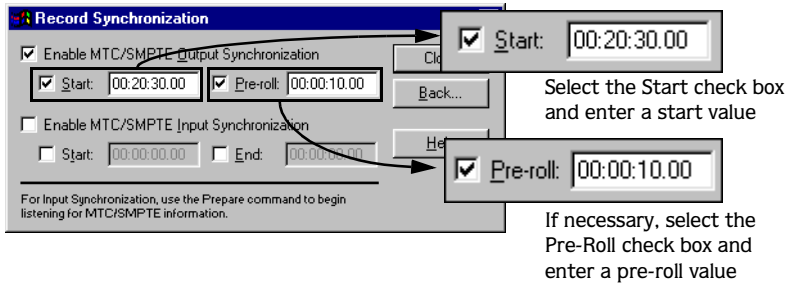 Record Synchronization
Enable MTC/SMPTE Output Synchronization
Start: 00:20:30.00 Pre-roll: 00:00:10.00
Back...
Enable MTC/SMPTE Input Synchronization
Start: 00:00:00.00 End: 00:00:00.00
For Input Synchronization, use the Prepare command to begin
listening for MTC/SMPTE information.
Start: 00:20:30.00
Select the Start check box
and enter a start value
Pre-roll: 00:00:10.00
If necessary, select the
Pre-Roll check box and
enter a pre-roll value